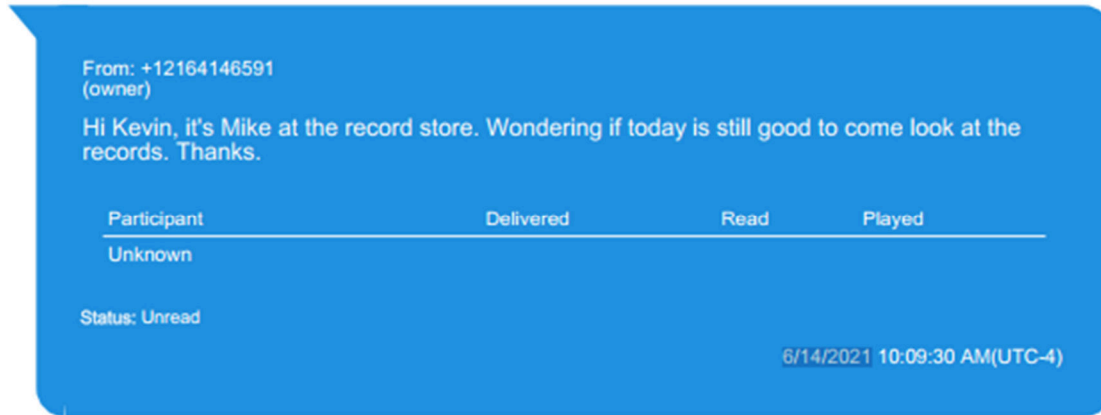 From: +12164146591
(owner)
Hi Kevin, it's Mike at the record store. Wondering if today is still good to come look at the
records. Thanks.
Participant Delivered Read Played
Unknown
Status: Unread
6/14/2021 10:09:30 AM(UTC-4)